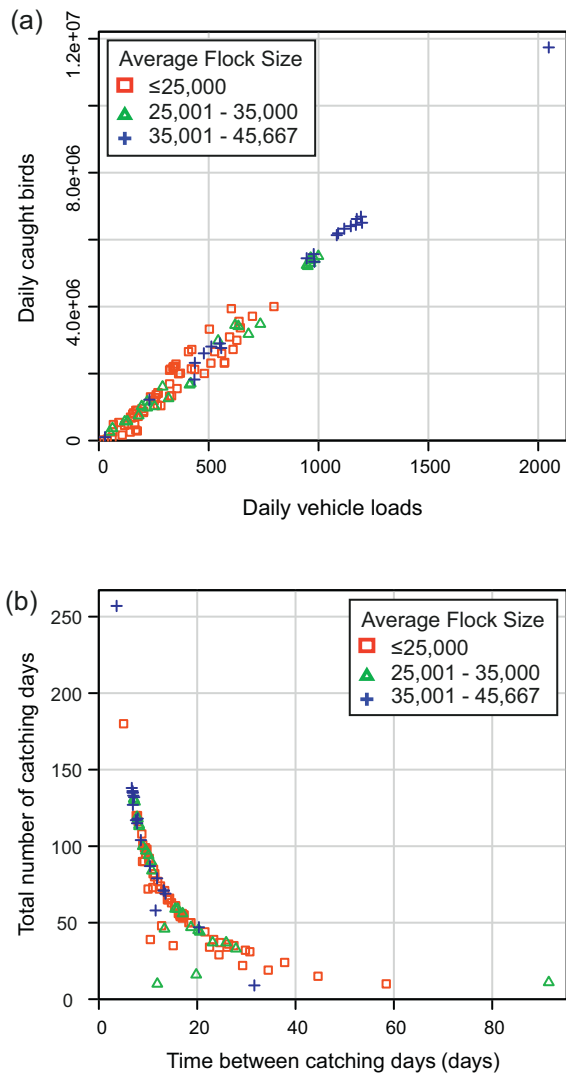 (a)
Average Flock Size
≤25,000
25,001 - 35,000
35,001 - 45,667
Daily caught birds
1.2e+07
8.0e+06
4.0e+06
0
0 500 1000 1500 2000
Daily vehicle loads
(b)
Average Flock Size
≤25,000
25,001 - 35,000
35,001 - 45,667
Total number of catching days
250
200
150
100
50
0
0 20 40 60 80
Time between catching days (days)